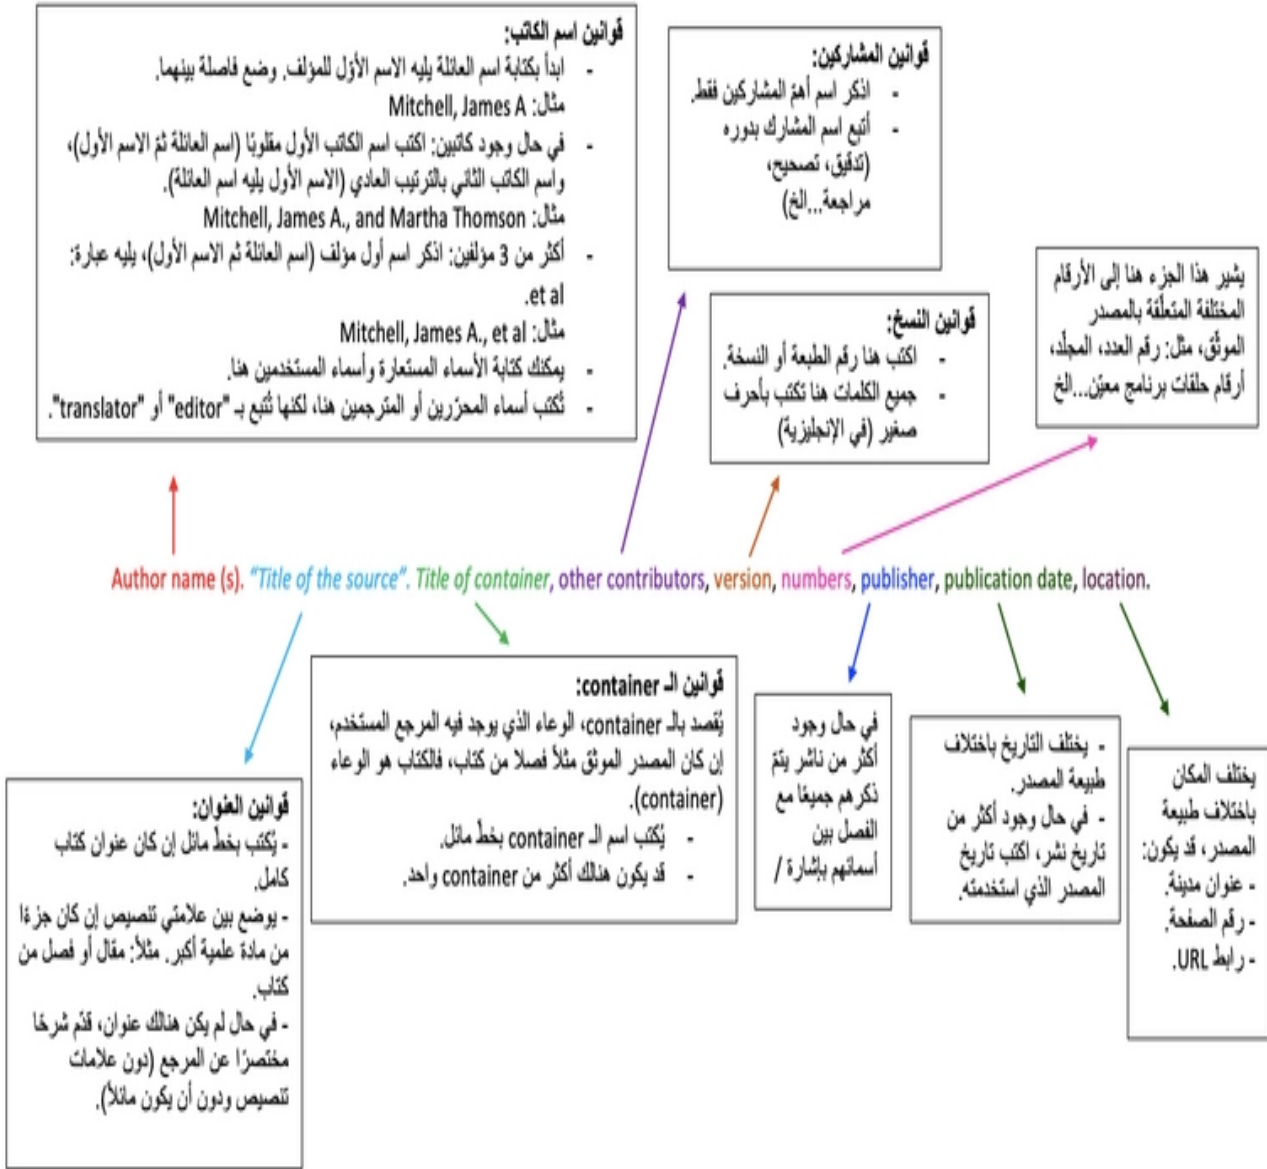 قوانين اسم الكاتب:
- ابدأ بكتابة اسم العائلة يليه الاسم الأوّل للمؤلف. وضع فاصلة بينهما.
مثال: Mitchell, James A
- في حال وجود كاتبين: اكتب اسم الكاتب الأول مقلوبًا (اسم العائلة ثمّ الاسم الأول)،
واسم الكاتب الثاني بالترتيب العادي (الاسم الأول يليه اسم العائلة).
مثال: Mitchell, James A., and Martha Thomson
- أكثر من 3 مؤلفين: اذكر اسم أول مؤلف (اسم العائلة ثم الاسم الأول)، يليه عبارة:
et al.
مثال: Mitchell, James A., et al
- يمكنك كتابة الأسماء المستعارة وأسماء المستخدمين هنا.
- تُكتب أسماء المحرّرين أو المترجمين هنا، لكنها تُتبع بـ "editor" أو "translator".
قوانين المشاركين:
- اذكر اسم أهمّ المشاركين فقط.
- أتبع اسم المشارك بدوره
(تدقيق، تصحيح،
مراجعة...الخ)
قوانين النسخ:
- اكتب هنا رقم الطبعة أو النسخة.
- جميع الكلمات هنا تكتب بأحرف
صغير (في الإنجليزية)
يشير هذا الجزء هنا إلى الأرقام
المختلفة المتعلّقة بالمصدر
الموثّق، مثل: رقم العدد، المجلّد،
أرقام حلقات برنامج معيّن...الخ
Author name (s). "Title of the source". Title of container, other contributors, version, numbers, publisher, publication date, location.
قوانين العنوان:
- يُكتب بخطّ مائل إن كان عنوان كتاب
كامل.
- يوضع بين علامتي تنصيص إن كان جزءًا
من مادة علمية أكبر. مثلاً: مقال أو فصل من
كتاب.
- في حال لم يكن هنالك عنوان، قدّم شرحًا
مختصرًا عن المرجع (دون علامات
تنصيص ودون أن يكون مائلاً).
قوانين الـ container:
يُقصد بالـ container، الوعاء الذي يوجد فيه المرجع المستخدم،
إن كان المصدر الموثق مثلاً فصلا من كتاب، فالكتاب هو الوعاء
(container).
- يُكتب اسم الـ container بخطّ مائل.
- قد يكون هنالك أكثر من container واحد.
في حال وجود
أكثر من ناشر يتمّ
ذكرهم جميعًا مع
الفصل بين
أسمائهم بإشارة /
- يختلف التاريخ باختلاف
طبيعة المصدر.
- في حال وجود أكثر من
تاريخ نشر، اكتب تاريخ
المصدر الذي استخدمته.
يختلف المكان
باختلاف طبيعة
المصدر، قد يكون:
- عنوان مدينة.
- رقم الصفحة.
- رابط URL.